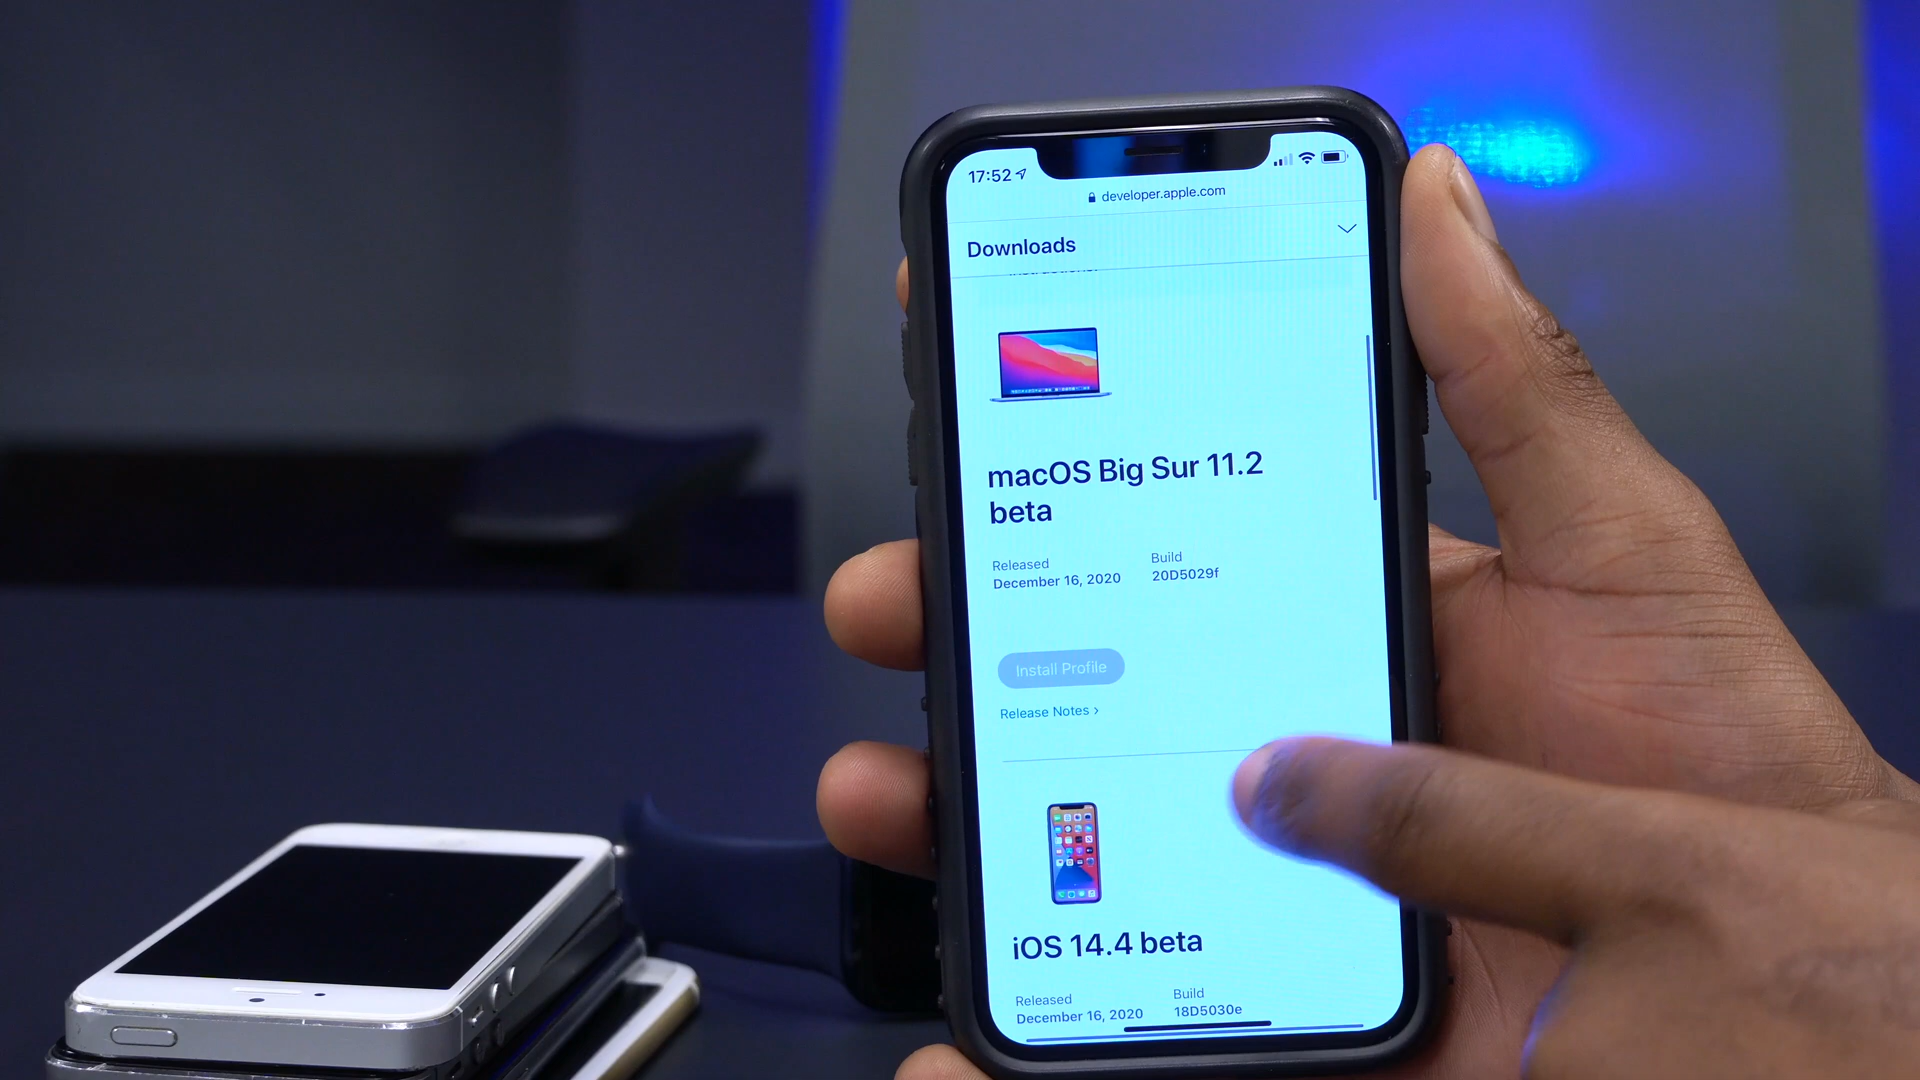 17:52
developer.apple.com
Downloads
macOS Big Sur 11.2
beta
Released
Build
December 16, 2020
20D5029f
Install Profile
Release Notes ›
iOS 14.4 beta
Released
Build
December 16, 2020
18D5030e